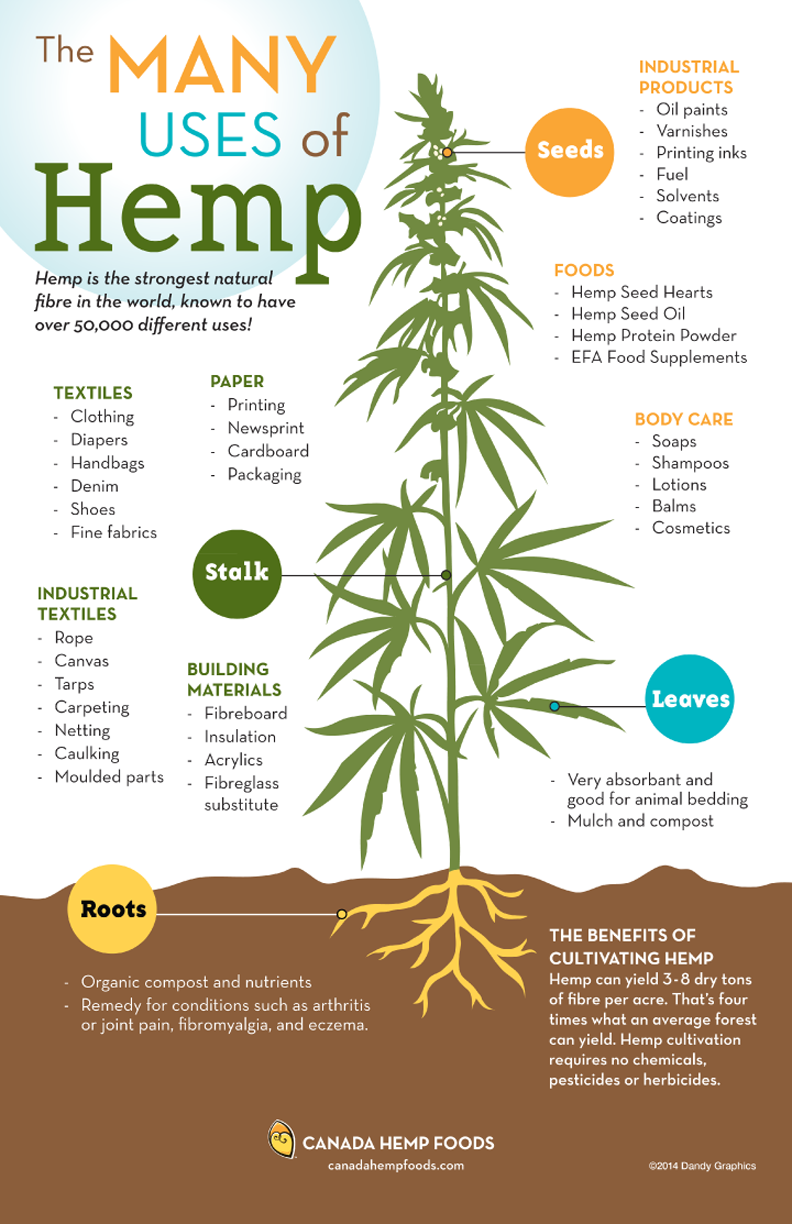 The MANY
USES of
Hemp
Hemp is the strongest natural
fibre in the world, known to have
over 50,000 different uses!
Seeds
INDUSTRIAL
PRODUCTS
- Oil paints
- Varnishes
- Printing inks
- Fuel
- Solvents
- Coatings
FOODS
- Hemp Seed Hearts
- Hemp Seed Oil
- Hemp Protein Powder
- EFA Food Supplements
BODY CARE
- Soaps
- Shampoos
- Lotions
- Balms
- Cosmetics
TEXTILES
- Clothing
- Diapers
- Handbags
- Denim
- Shoes
- Fine fabrics
PAPER
- Printing
- Newsprint
- Cardboard
- Packaging
Stalk
INDUSTRIAL
TEXTILES
- Rope
- Canvas
- Tarps
- Carpeting
- Netting
- Caulking
- Moulded parts
BUILDING
MATERIALS
- Fibreboard
- Insulation
- Acrylics
- Fibreglass
substitute
Leaves
- Very absorbant and
good for animal bedding
- Mulch and compost
Roots
- Organic compost and nutrients
- Remedy for conditions such as arthritis
or joint pain, fibromyalgia, and eczema.
THE BENEFITS OF
CULTIVATING HEMP
Hemp can yield 3-8 dry tons
of fibre per acre. That's four
times what an average forest
can yield. Hemp cultivation
requires no chemicals,
pesticides or herbicides.
CANADA HEMP FOODS
canadahempfoods.com
©2014 Dandy Graphics